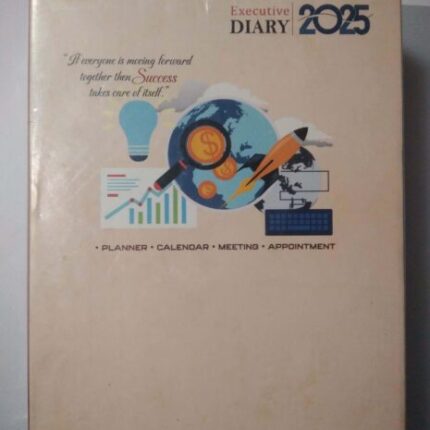 Executive
DIARY 2025
"If everyone is moving forward
together then Success
takes care of itself."
• PLANNER • CALENDAR • MEETING • APPOINTMENT